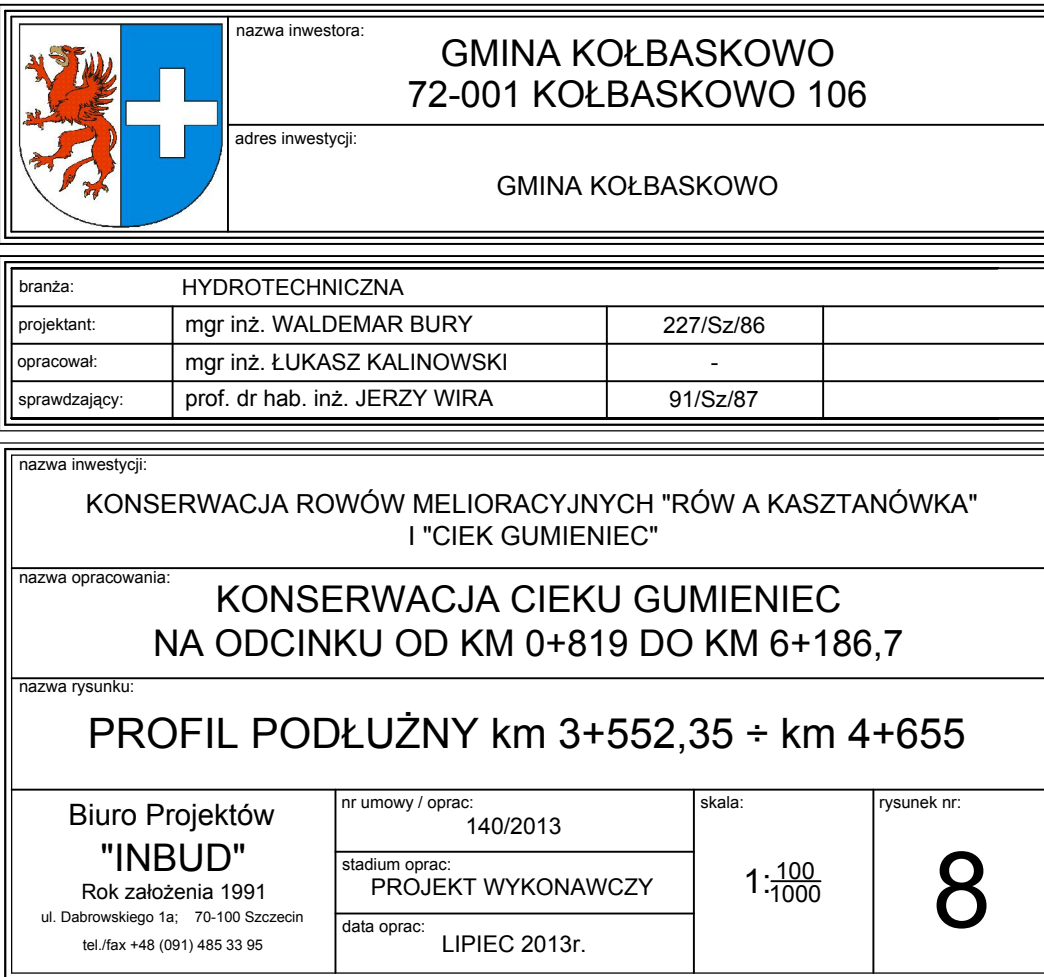 nazwa inwestora:
GMINA KOŁBASKOWO
72-001 KOŁBASKOWO 106
adres inwestycji:
GMINA KOŁBASKOWO
branża: HYDROTECHNICZNA
projektant: mgr inż. WALDEMAR BURY 227/Sz/86
opracował: mgr inż. ŁUKASZ KALINOWSKI -
sprawdzający: prof. dr hab. inż. JERZY WIRA 91/Sz/87
nazwa inwestycji:
KONSERWACJA ROWÓW MELIORACYJNYCH "RÓW A KASZTANÓWKA"
I "CIEK GUMIENIEC"
nazwa opracowania:
KONSERWACJA CIEKU GUMIENIEC
NA ODCINKU OD KM 0+819 DO KM 6+186,7
nazwa rysunku:
PROFIL PODŁUŻNY km 3+552,35 ÷ km 4+655
Biuro Projektów
"INBUD"
Rok założenia 1991
ul. Dabrowskiego 1a; 70-100 Szczecin
tel./fax +48 (091) 485 33 95
nr umowy / oprac:
140/2013
stadium oprac:
PROJEKT WYKONAWCZY
data oprac:
LIPIEC 2013r.
skala:
1:100/1000
rysunek nr:
8